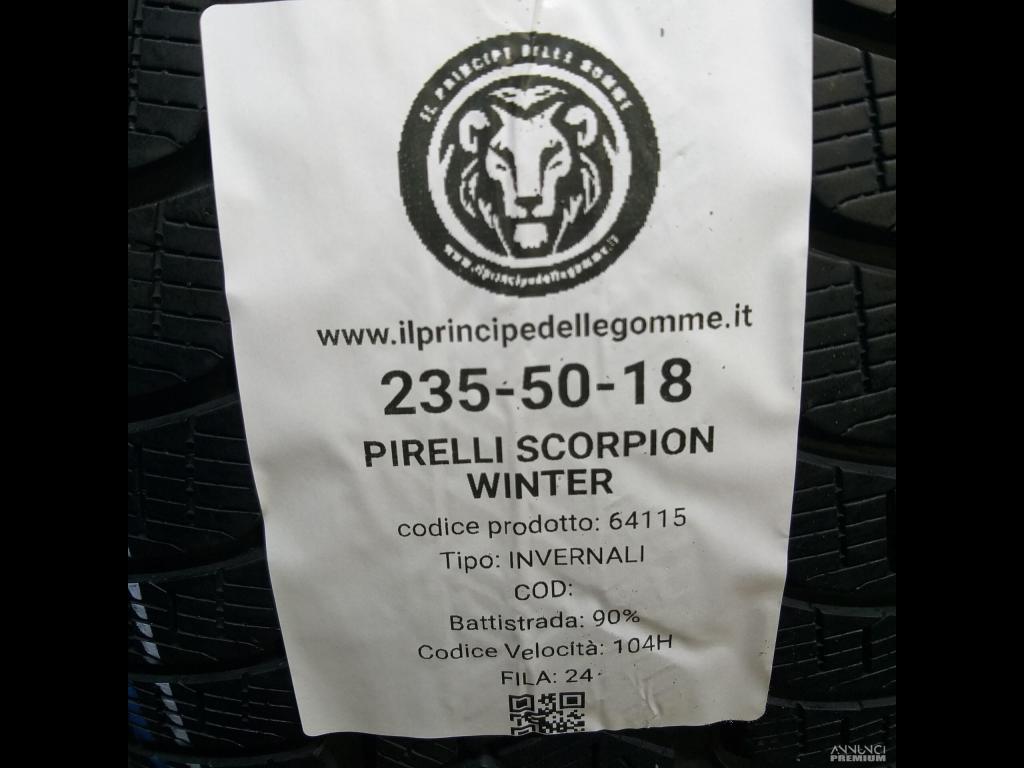 IL PRINCIPE DELLE GOMME
www.ilprincipedellegomme.it
www.ilprincipedellegomme.it
235-50-18
PIRELLI SCORPION
WINTER
codice prodotto: 64115
Tipo: INVERNALI
COD:
Battistrada: 90%
Codice Velocità: 104H
FILA: 24
ANNUNCI
PREMIUM